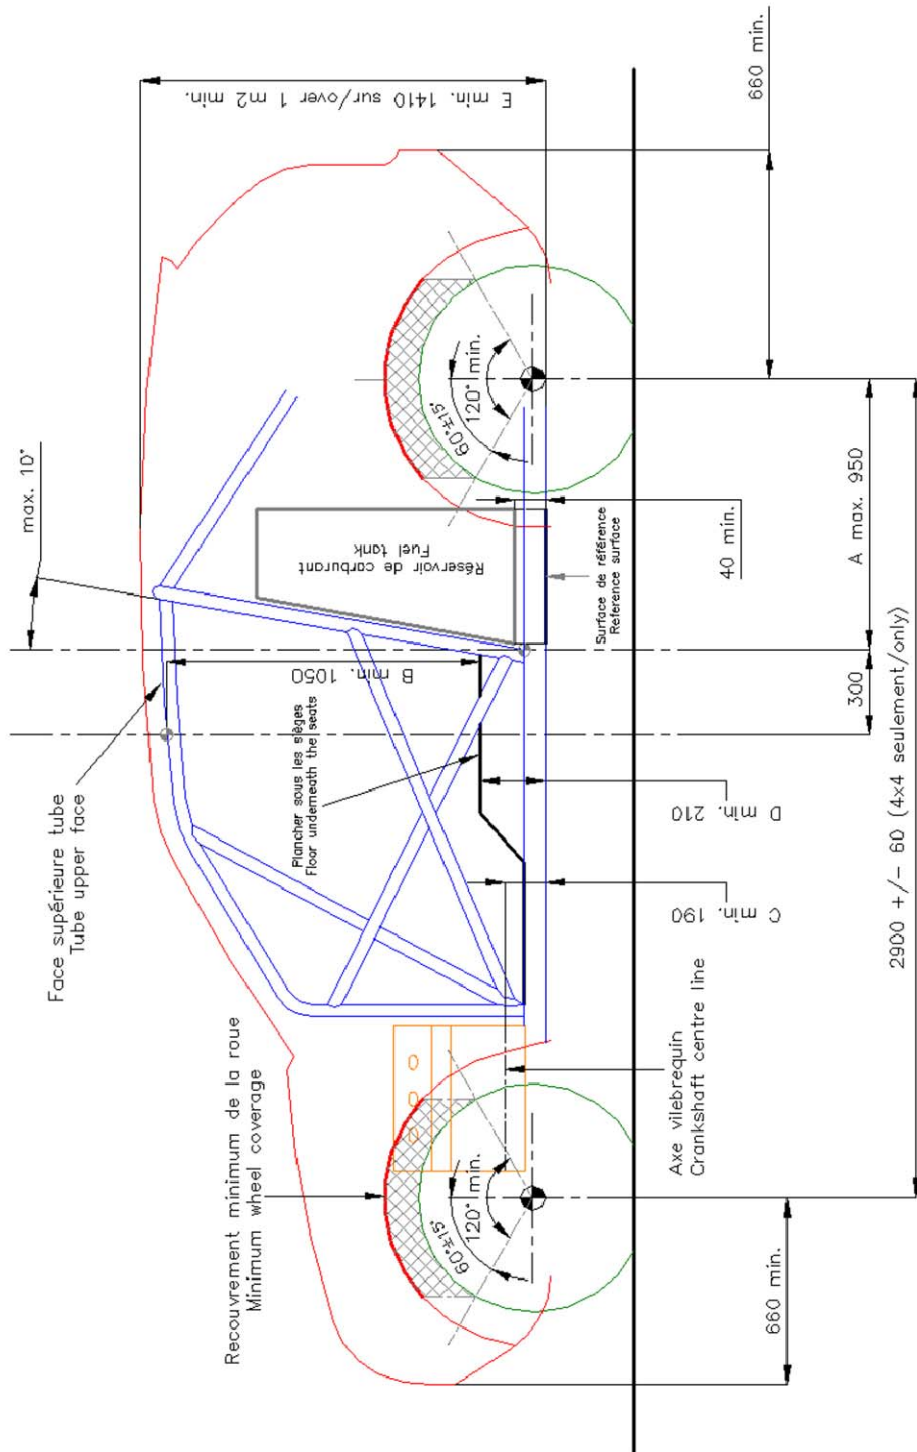 max. 10°
E min. 1410 sur/over 1 m2 min.
660 min.
Face supérieure tube
Tube upper face
B min. 1050
Réservoir de carburant
Fuel tank
60°±15°
120° min.
Plancher sous les sièges
Floor underneath the seats
Surface de référence
Reference surface
40 min.
A max. 950
300
D min. 210
C min. 190
2900 +/- 60 (4x4 seulement/only)
Recouvrement minimum de la roue
Minimum wheel coverage
60°±15°
120° min.
Axe vilebrequin
Crankshaft centre line
660 min.